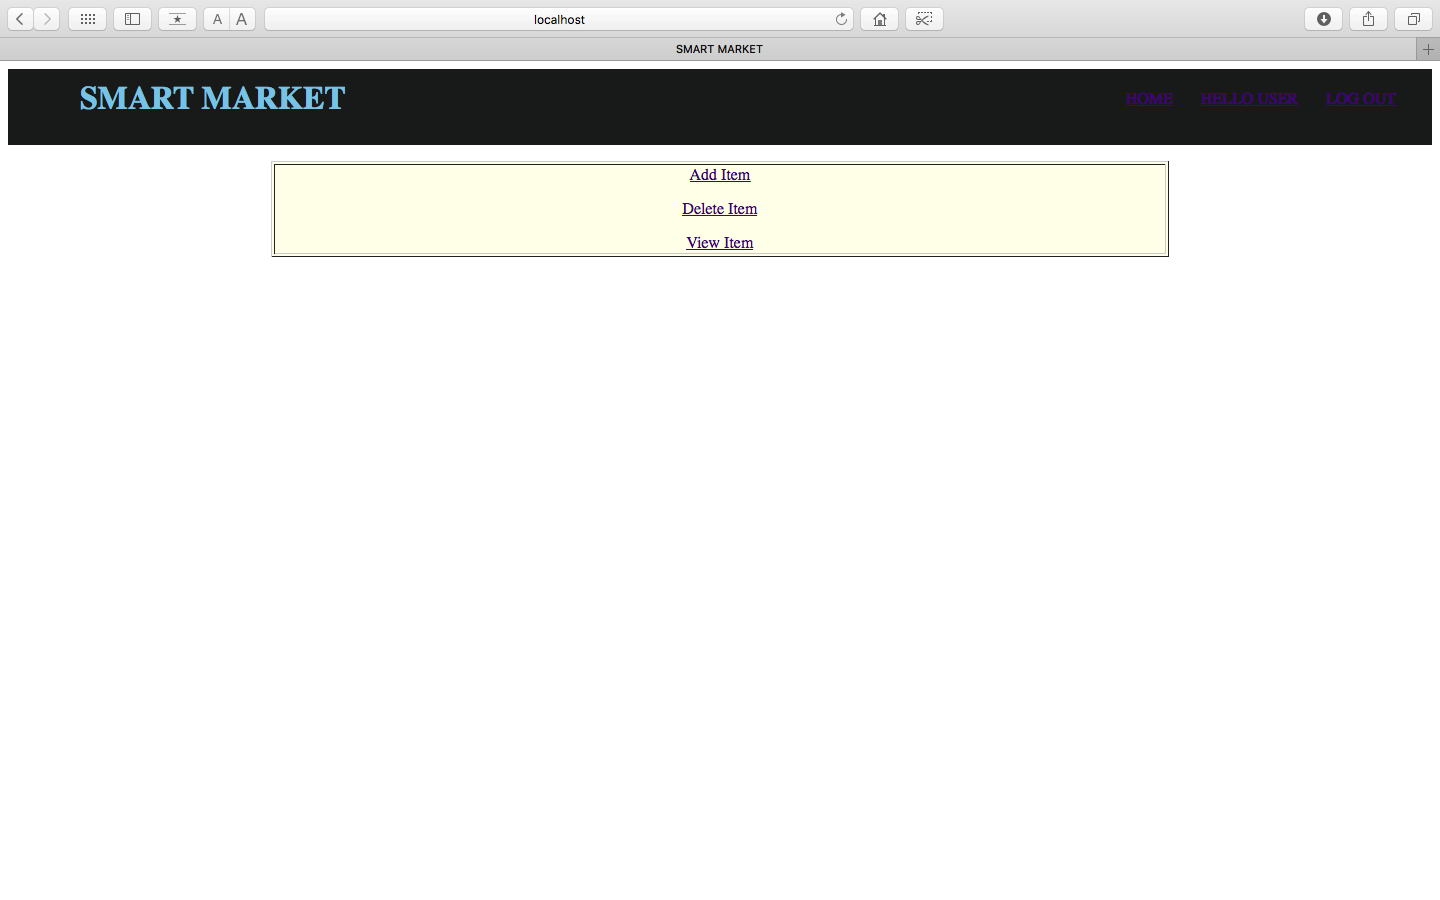 A A
localhost
SMART MARKET
SMART MARKET
HOME HELLO USER LOG OUT
Add Item
Delete Item
View Item